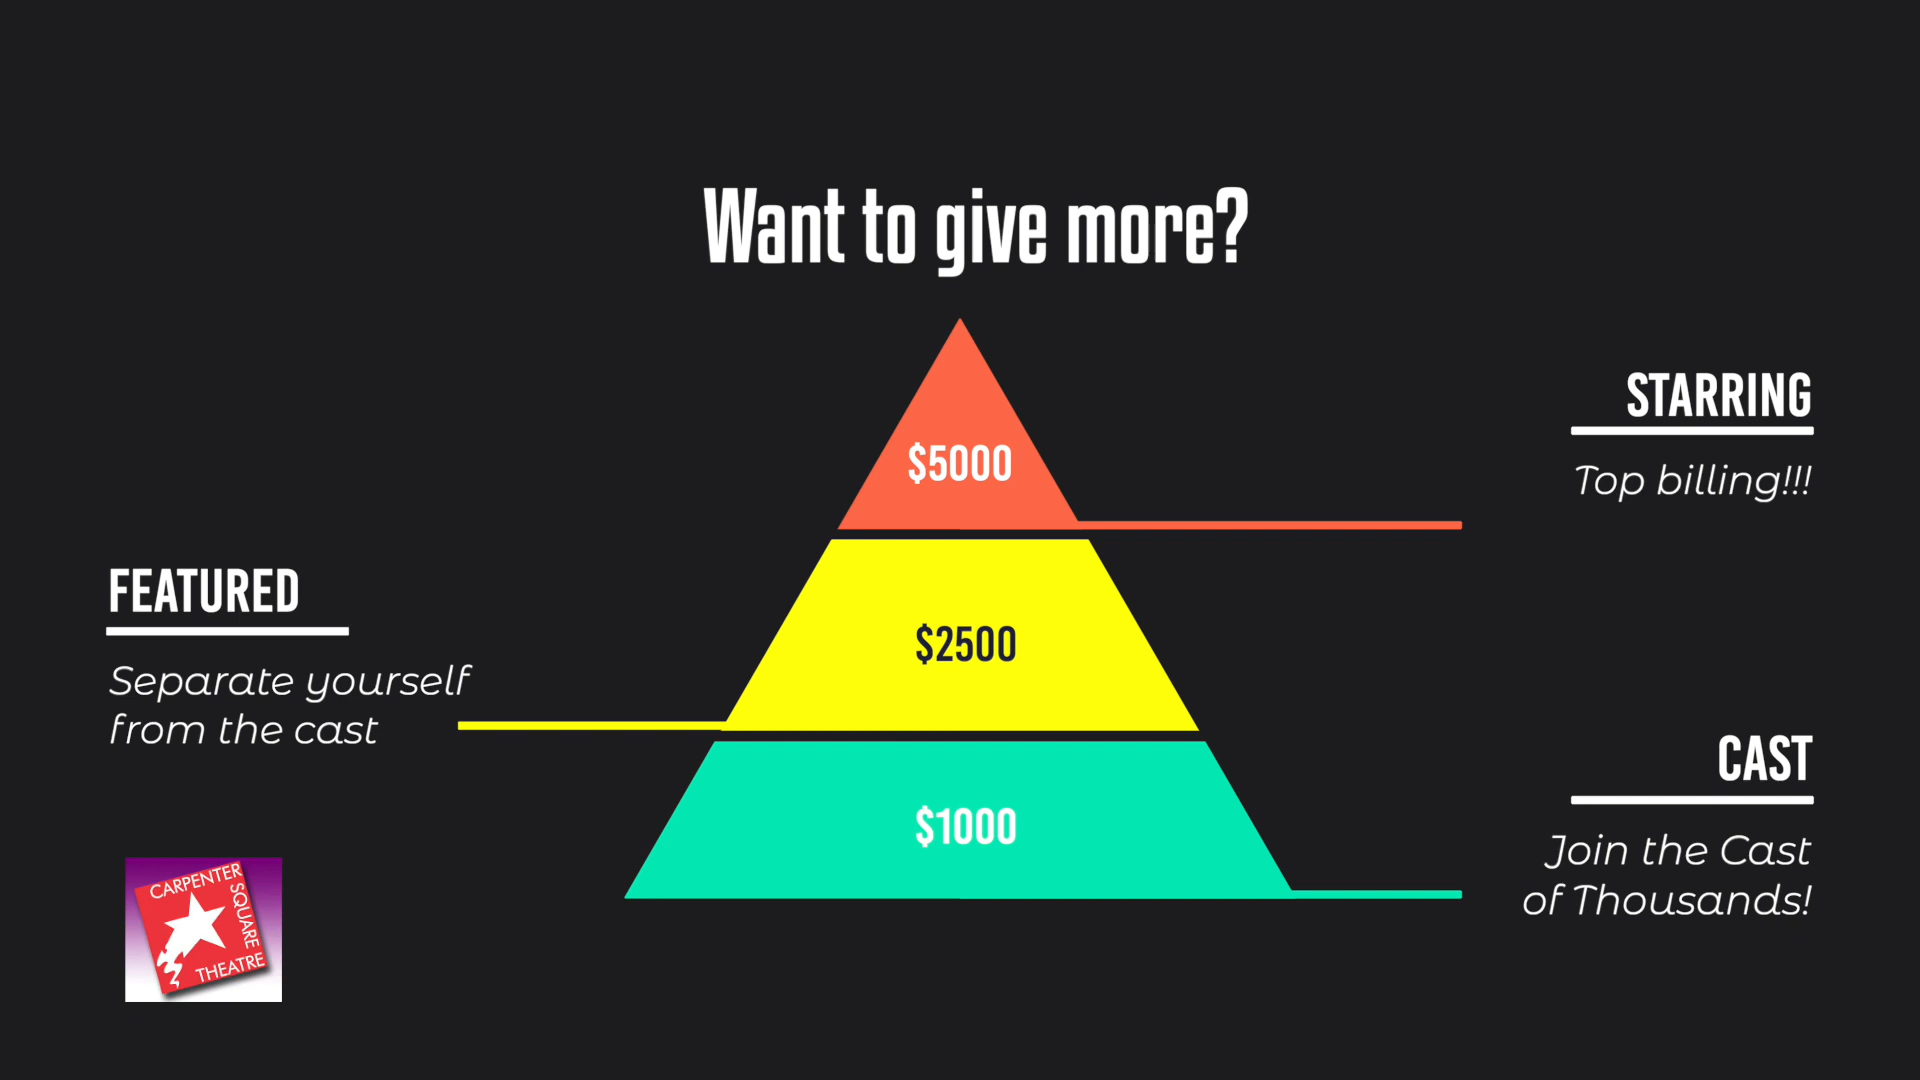 Want to give more?
$5000
STARRING
Top billing!!!
FEATURED
Separate yourself
from the cast
$2500
$1000
CAST
Join the Cast
of Thousands!
CARPENTER
SQUARE
THEATRE